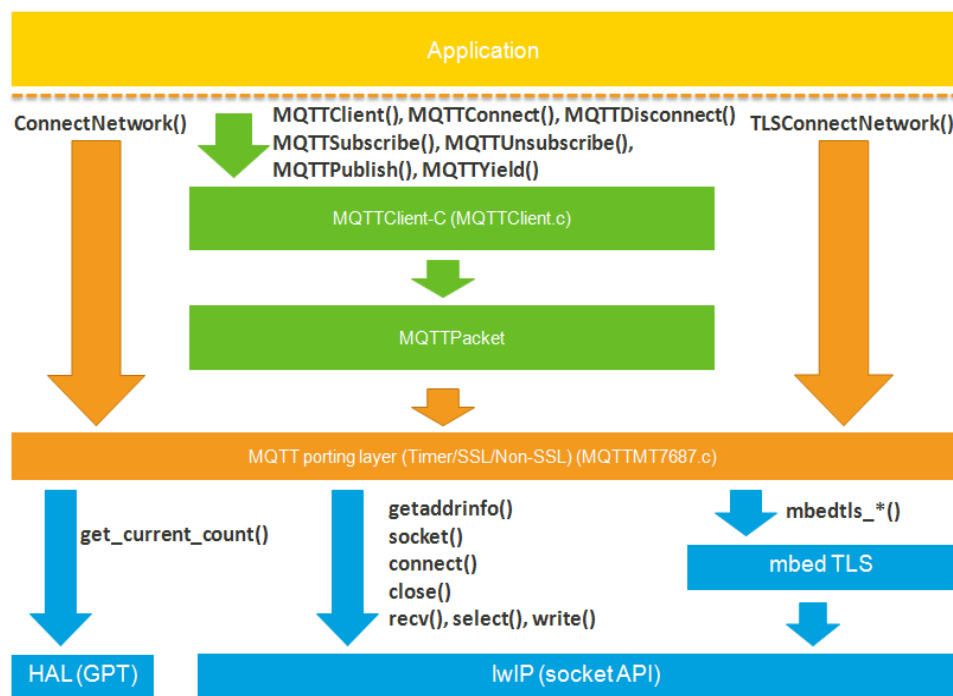 Application
ConnectNetwork()
MQTTClient(), MQTTConnect(), MQTTDisconnect()
MQTTSubscribe(), MQTTUnsubscribe(),
MQTTPublish(), MQTTYield()
TLSConnectNetwork()
MQTTClient-C (MQTTClient.c)
MQTTPacket
MQTT porting layer (Timer/SSL/Non-SSL) (MQTTMT7687.c)
get_current_count()
getaddrinfo()
socket()
connect()
close()
recv(), select(), write()
mbedtls_*()
mbed TLS
HAL (GPT)
lwIP (socket API)